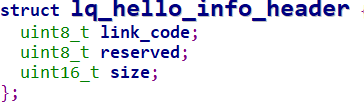 struct lq_hello_info_header {
  uint8_t link_code;
  uint8_t reserved;
  uint16_t size;
};